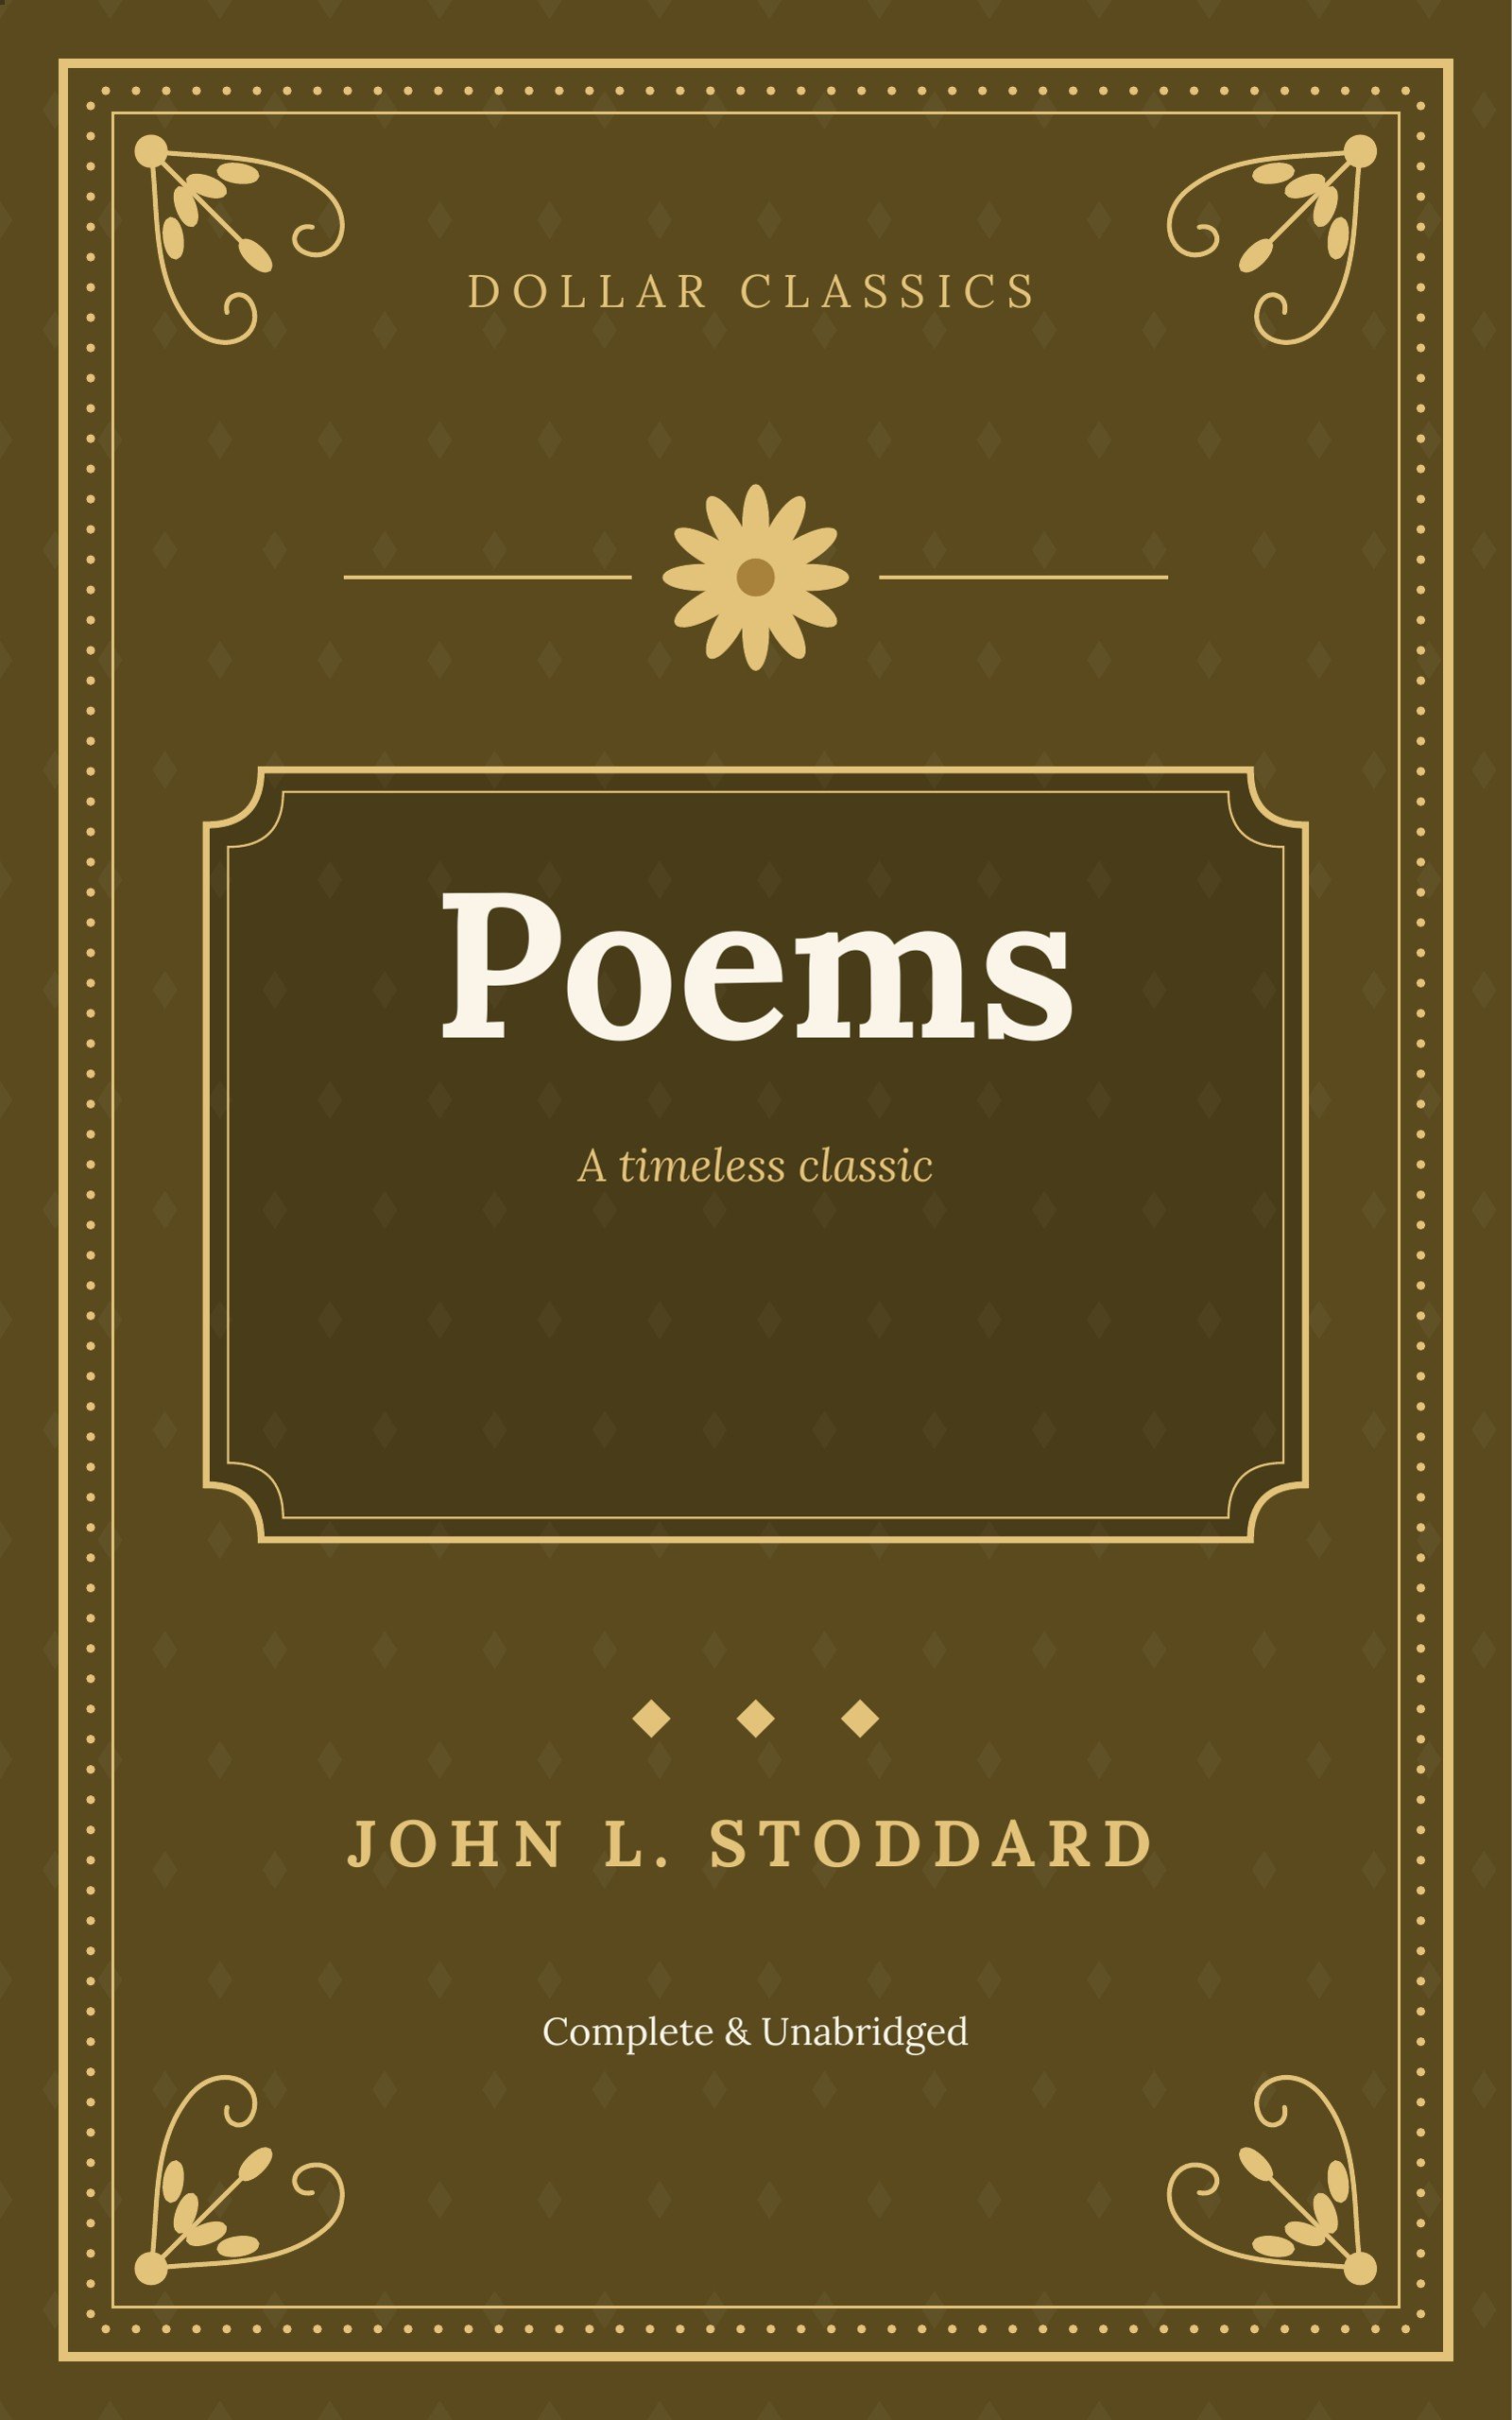 DOLLAR CLASSICS
Poems
A timeless classic
JOHN L. STODDARD
Complete & Unabridged